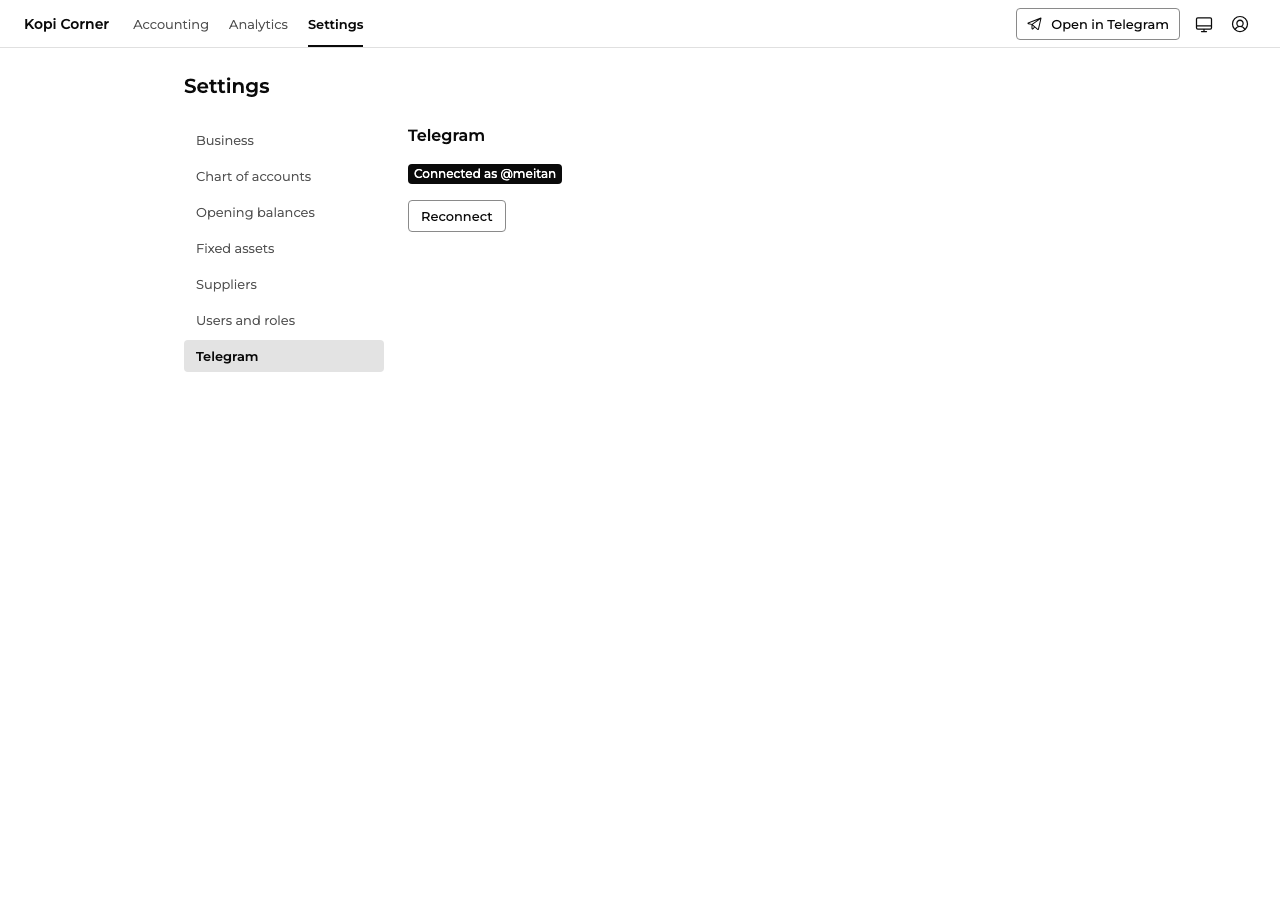 Kopi Corner Accounting Analytics Settings Open in Telegram
Settings
Business
Chart of accounts
Opening balances
Fixed assets
Suppliers
Users and roles
Telegram
Telegram
Connected as @meitan
Reconnect